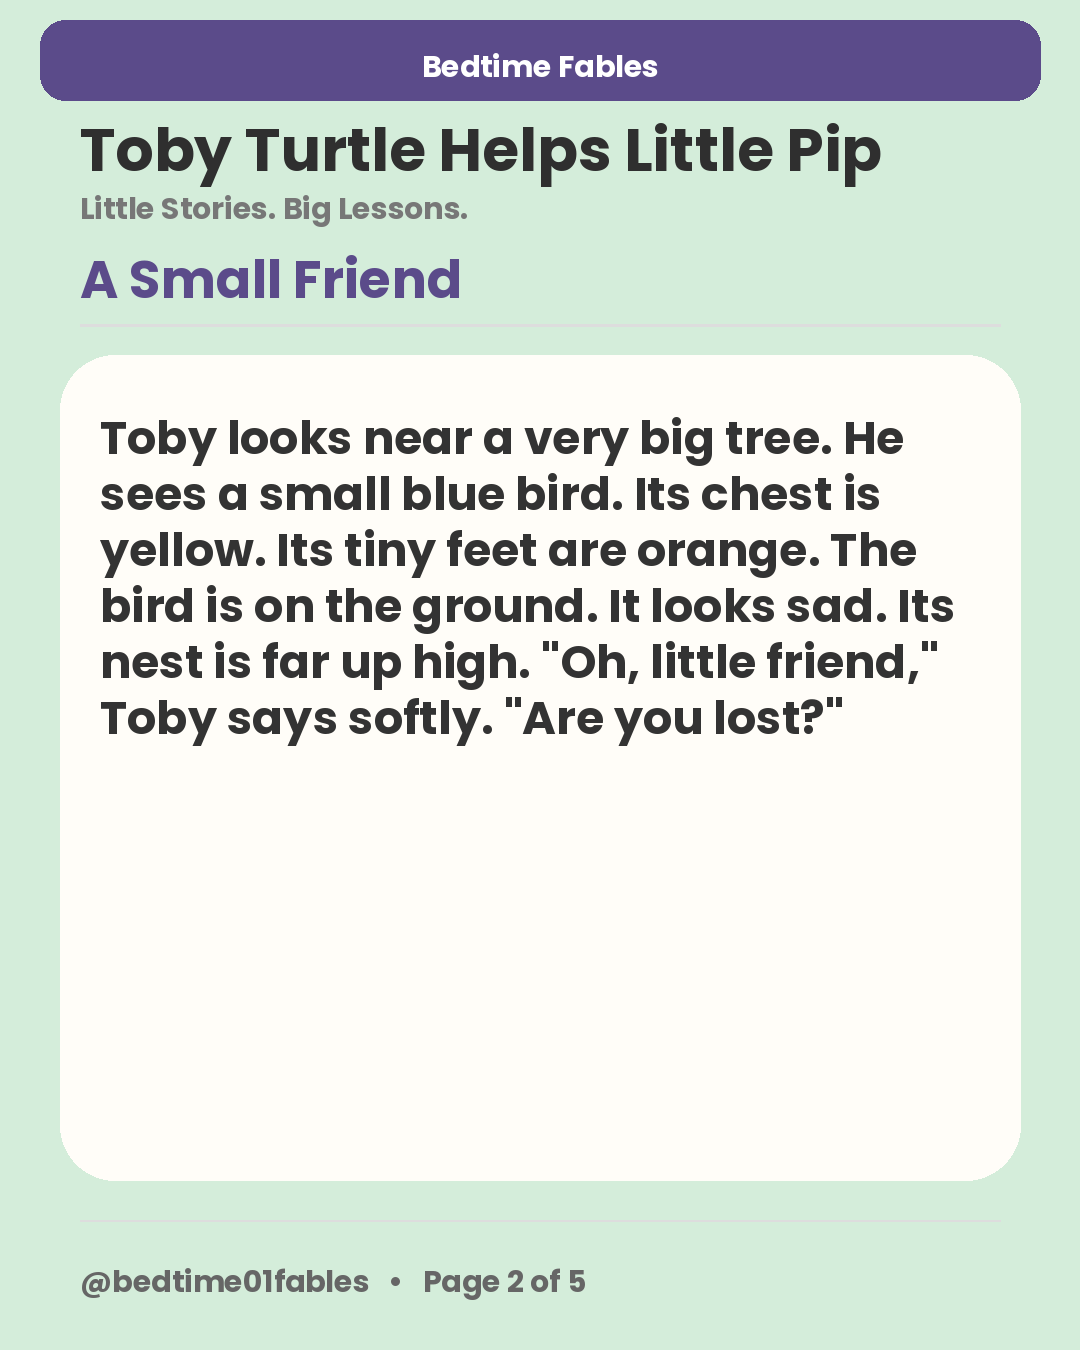 Bedtime Fables
Toby Turtle Helps Little Pip
Little Stories. Big Lessons.
A Small Friend
Toby looks near a very big tree. He
sees a small blue bird. Its chest is
yellow. Its tiny feet are orange. The
bird is on the ground. It looks sad. Its
nest is far up high. "Oh, little friend,"
Toby says softly. "Are you lost?"
@bedtime01fables • Page 2 of 5